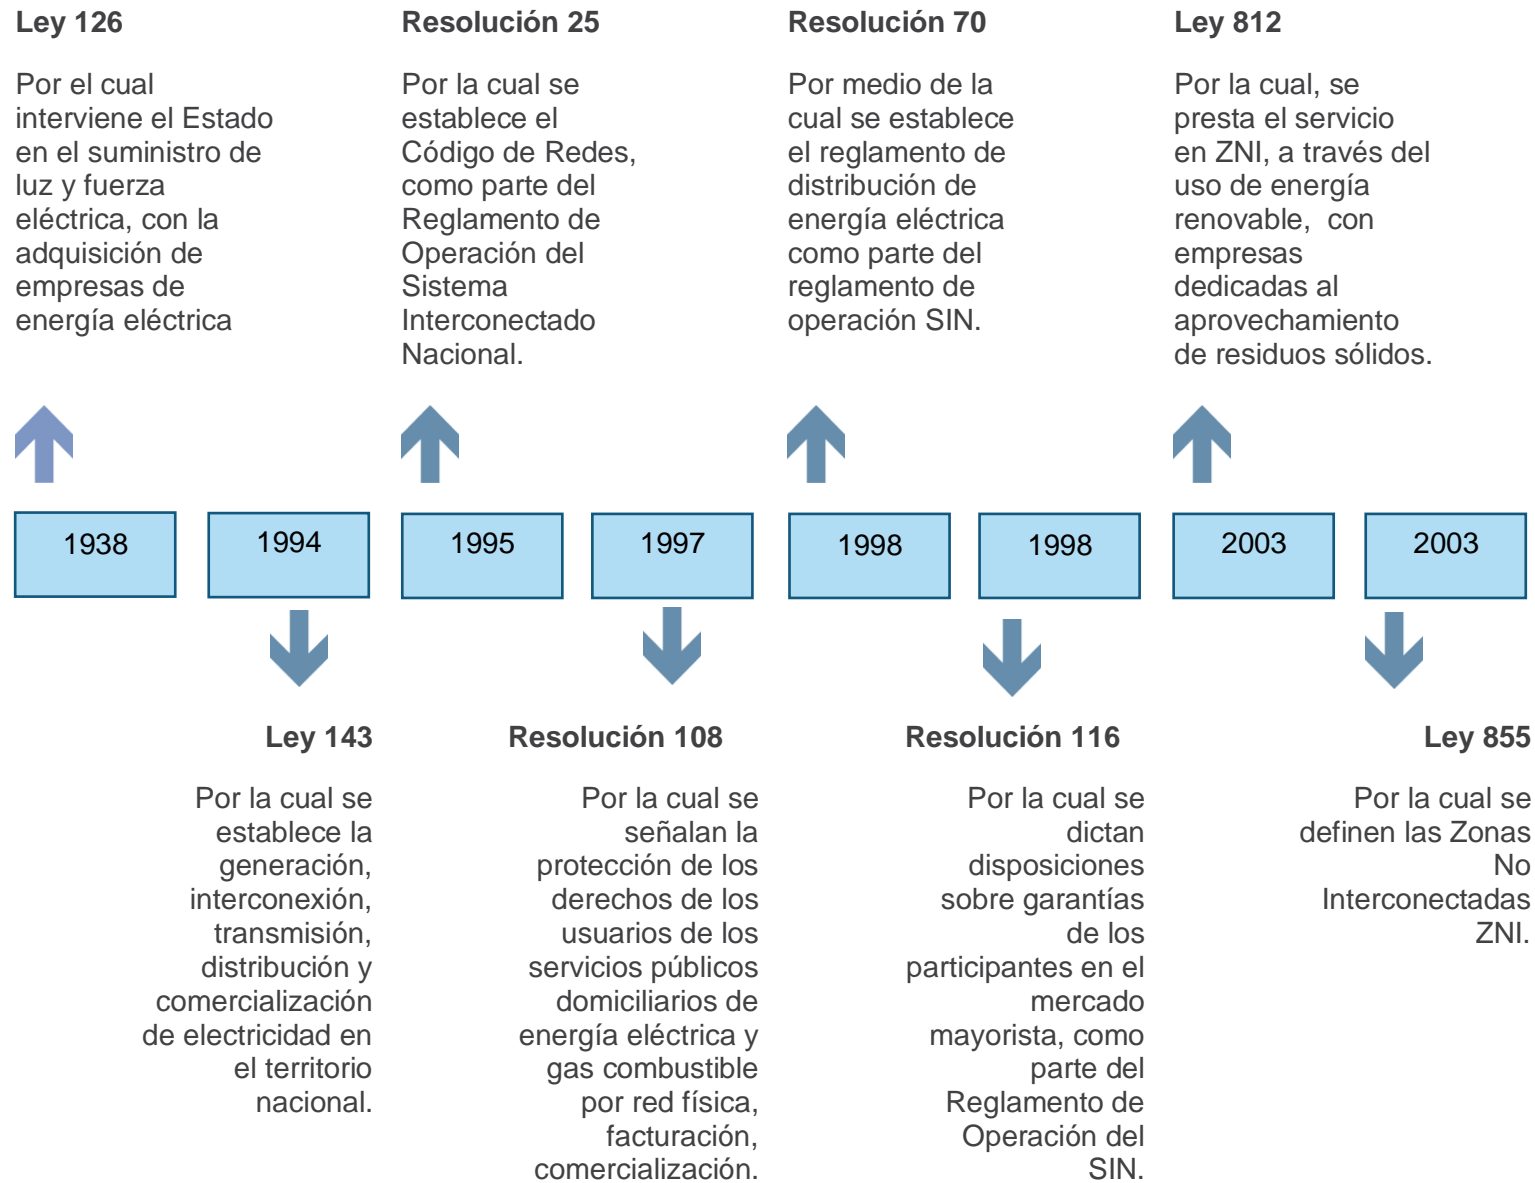 Ley 126
Por el cual
interviene el Estado
en el suministro de
luz y fuerza
eléctrica, con la
adquisición de
empresas de
energía eléctrica
Resolución 25
Por la cual se
establece el
Código de Redes,
como parte del
Reglamento de
Operación del
Sistema
Interconectado
Nacional.
Resolución 70
Por medio de la
cual se establece
el reglamento de
distribución de
energía eléctrica
como parte del
reglamento de
operación SIN.
Ley 812
Por la cual, se
presta el servicio
en ZNI, a través del
uso de energía
renovable, con
empresas
dedicadas al
aprovechamiento
de residuos sólidos.
1938
1994
1995
1997
1998
1998
2003
2003
Ley 143
Por la cual se
establece la
generación,
interconexión,
transmisión,
distribución y
comercialización
de electricidad en
el territorio
nacional.
Resolución 108
Por la cual se
señalan la
protección de los
derechos de los
usuarios de los
servicios públicos
domiciliarios de
energía eléctrica y
gas combustible
por red física,
facturación,
comercialización.
Resolución 116
Por la cual se
dictan
disposiciones
sobre garantías
de los
participantes en el
mercado
mayorista, como
parte del
Reglamento de
Operación del
SIN.
Ley 855
Por la cual se
definen las Zonas
No
Interconectadas
ZNI.